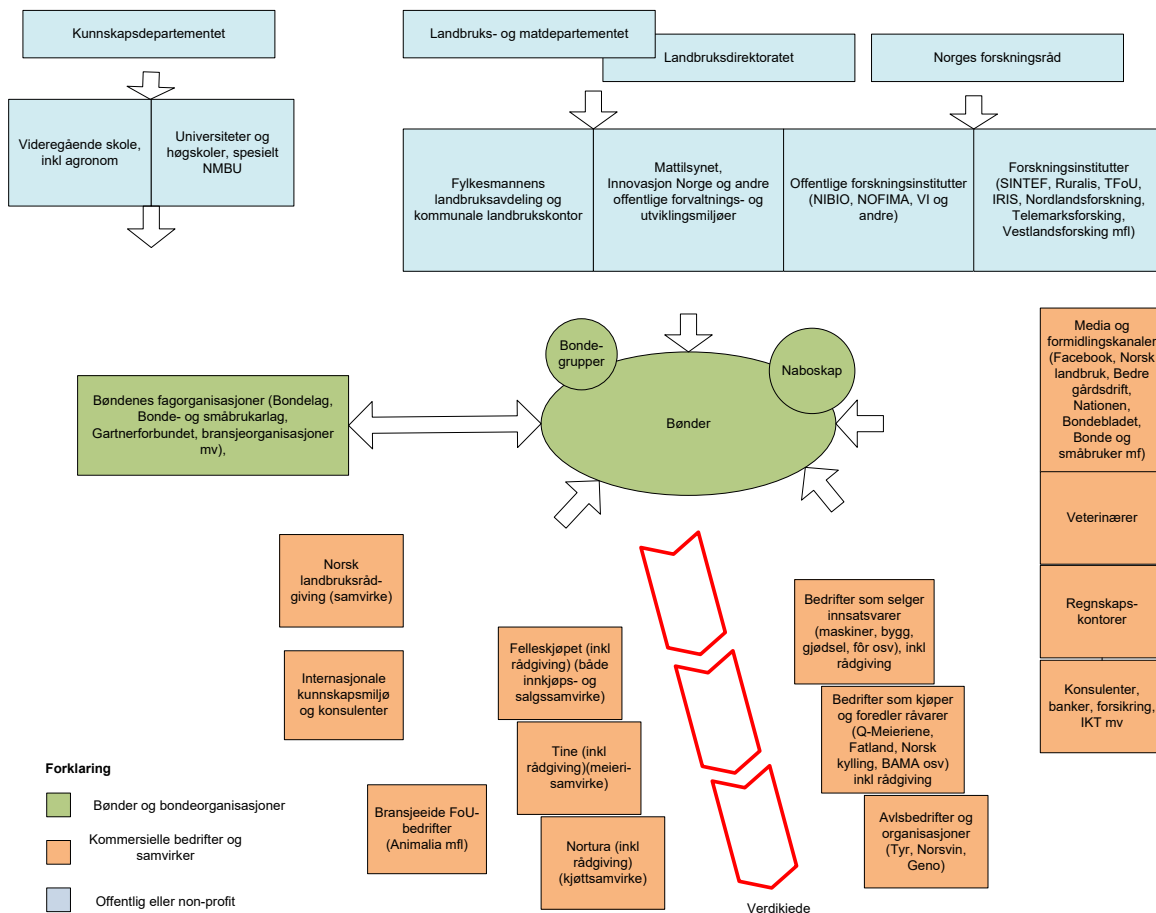 Kunnskapsdepartementet
Landbruks- og matdepartementet
Landbruksdirektoratet
Norges forskningsråd
Videregående skole,
inkl agronom
Universiteter og
høgskoler, spesielt
NMBU
Fylkesmannens
landbruksavdeling og
kommunale landbrukskontor
Mattilsynet,
Innovasjon Norge og andre
offentlige forvaltnings- og
utviklingsmiljøer
Offentlige forskningsinstitutter
(NIBIO, NOFIMA, VI og
andre)
Forskningsinstitutter
(SINTEF, Ruralis, TFoU,
IRIS, Nordlandsforskning,
Telemarksforsking,
Vestlandsforsking mfl)
Bonde-
grupper
Naboskap
Bønder
Bøndenes fagorganisasjoner (Bondelag,
Bonde- og småbrukarlag,
Gartnerforbundet, bransjeorganisasjoner
mv),
Media og
formidlingskanaler
(Facebook, Norsk
landbruk, Bedre
gårdsdrift,
Nationen,
Bondebladet,
Bonde og
småbruker mf)
Veterinærer
Regnskaps-
kontorer
Konsulenter,
banker, forsikring,
IKT mv
Norsk
landbruksråd-
giving (samvirke)
Internasjonale
kunnskapsmiljø
og konsulenter
Bransjeeide FoU-
bedrifter
(Animalia mfl)
Felleskjøpet (inkl
rådgiving) (både
innkjøps- og
salgssamvirke)
Tine (inkl
rådgiving)(meieri-
samvirke)
Nortura (inkl
rådgiving)
(kjøttsamvirke)
Bedrifter som selger
innsatsvarer
(maskiner, bygg,
gjødsel, fôr osv), inkl
rådgiving
Bedrifter som kjøper
og foredler råvarer
(Q-Meieriene,
Fatland, Norsk
kylling, BAMA osv)
inkl rådgiving
Avlsbedrifter og
organisasjoner
(Tyr, Norsvin,
Geno)
Verdikjede
Forklaring
Bønder og bondeorganisasjoner
Kommersielle bedrifter og
samvirker
Offentlig eller non-profit